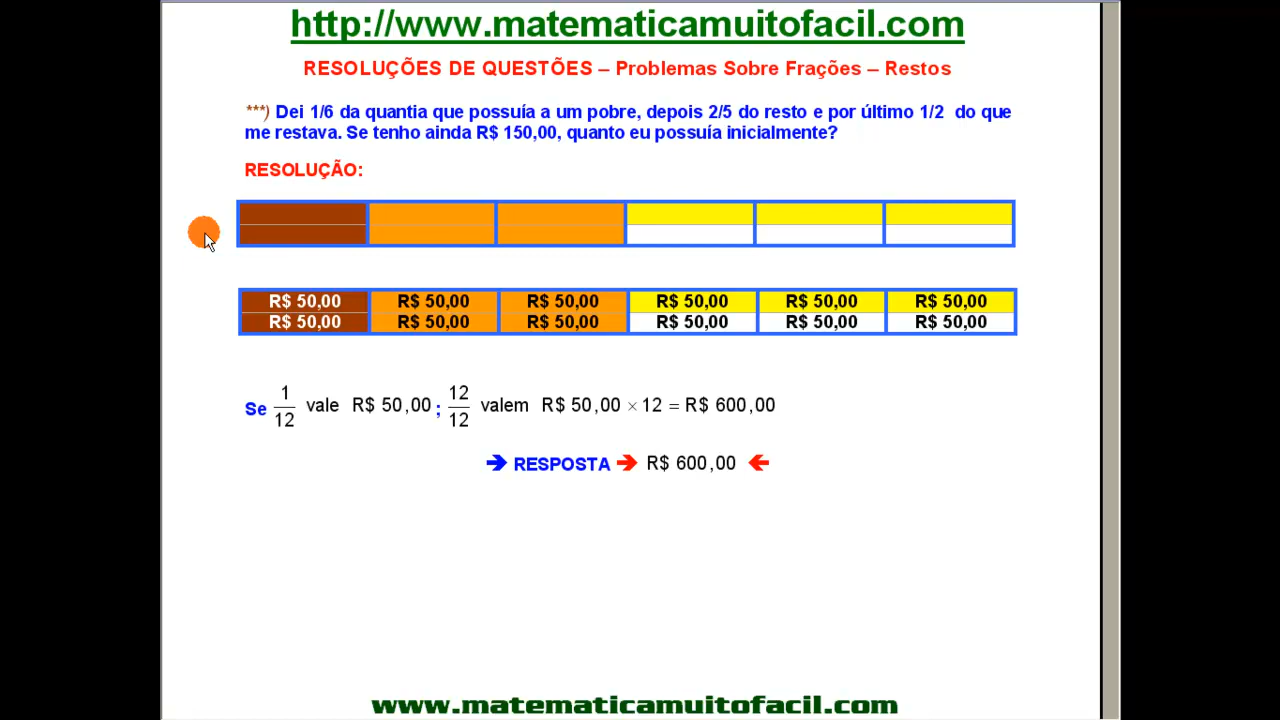 http://www.matematicamuitofacil.com
RESOLUÇÕES DE QUESTÕES – Problemas Sobre Frações – Restos
***) Dei 1/6 da quantia que possuía a um pobre, depois 2/5 do resto e por último 1/2 do que
me restava. Se tenho ainda R$ 150,00, quanto eu possuía inicialmente?
RESOLUÇÃO:
R$ 50,00 R$ 50,00 R$ 50,00 R$ 50,00 R$ 50,00 R$ 50,00
R$ 50,00 R$ 50,00 R$ 50,00 R$ 50,00 R$ 50,00 R$ 50,00
Se 1/12 vale R$ 50,00 ; 12/12 valem R$ 50,00 × 12 = R$ 600,00
➔ RESPOSTA ➔ R$ 600,00 🡸
www.matematicamuitofacil.com